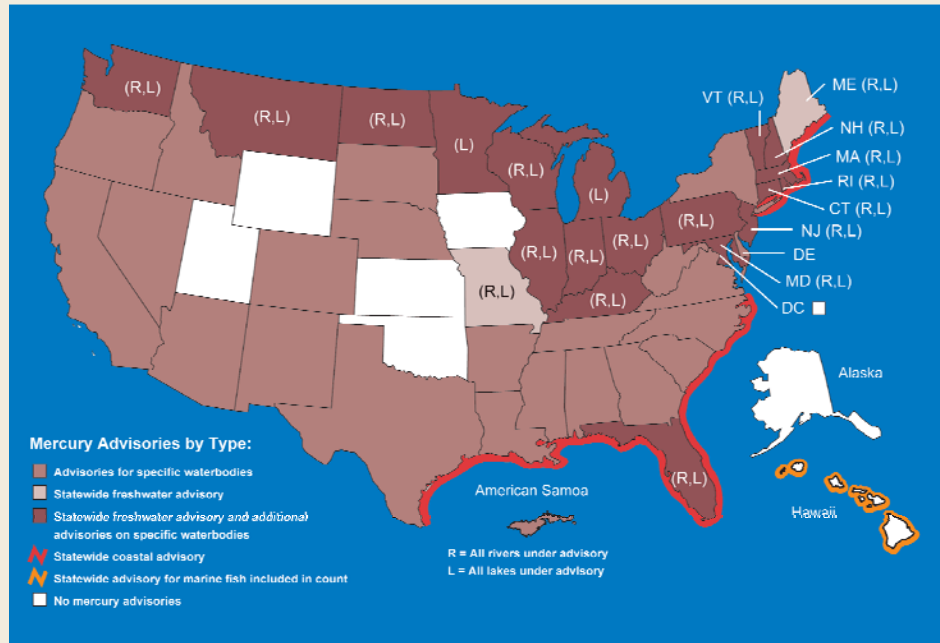 (R,L)
(R,L)
(R,L)
(L)
(R,L)
(L)
(R,L)
(R,L)
(R,L)
(R,L)
(R,L)
(R,L)
(R,L)
VT (R,L)
ME (R,L)
NH (R,L)
MA (R,L)
RI (R,L)
CT (R,L)
NJ (R,L)
DE
MD (R,L)
DC
Alaska
Hawaii
American Samoa
R = All rivers under advisory
L = All lakes under advisory
Mercury Advisories by Type:
Advisories for specific waterbodies
Statewide freshwater advisory
Statewide freshwater advisory and additional
advisories on specific waterbodies
Statewide coastal advisory
Statewide advisory for marine fish included in count
No mercury advisories